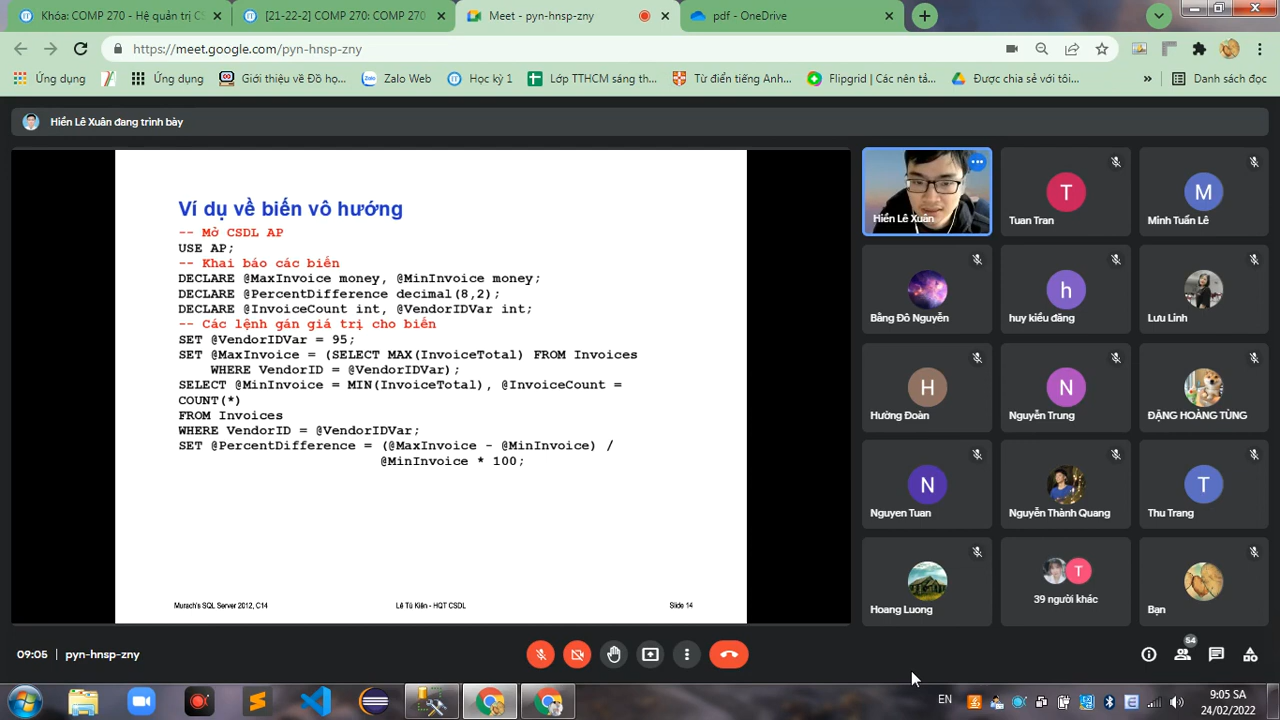 Khóa: COMP 270 - Hệ quản trị C
[21-22-2] COMP 270: COMP 270
Meet - pyn-hnsp-zny
pdf - OneDrive
https://meet.google.com/pyn-hnsp-zny
Ứng dụng
Ứng dụng
Giới thiệu về Đồ họ...
Zalo Web
Học kỳ 1
Lớp TTHCM sáng th...
Từ điển tiếng Anh...
Flipgrid | Các nên tả...
Được chia sẻ với tôi...
»
Danh sách đọc
Hiển Lê Xuân đang trình bày
Ví dụ về biến vô hướng
-- Mở CSDL AP
USE AP;
-- Khai báo các biến
DECLARE @MaxInvoice money, @MinInvoice money;
DECLARE @PercentDifference decimal(8,2);
DECLARE @InvoiceCount int, @VendorIDVar int;
-- Các lệnh gán giá trị cho biến
SET @VendorIDVar = 95;
SET @MaxInvoice = (SELECT MAX(InvoiceTotal) FROM Invoices
WHERE VendorID = @VendorIDVar);
SELECT @MinInvoice = MIN(InvoiceTotal), @InvoiceCount =
COUNT(*)
FROM Invoices
WHERE VendorID = @VendorIDVar;
SET @PercentDifference = (@MaxInvoice - @MinInvoice) /
@MinInvoice * 100;
Murach's SQL Server 2012, C14
Lê Tú Kiên - HQT CSDL
Slide 14
Hiển Lê Xuân
T
Tuan Tran
M
Minh Tuấn Lê
Bằng Đô Nguyễn
h
huy kiều đăng
Lưu Linh
H
Hường Đoàn
N
Nguyễn Trung
ĐẶNG HOÀNG TÙNG
N
Nguyen Tuan
Nguyễn Thành Quang
T
Thu Trang
Hoang Luong
T
39 người khác
Bạn
09:05
pyn-hnsp-zny
54
EN
9:05 SA
24/02/2022